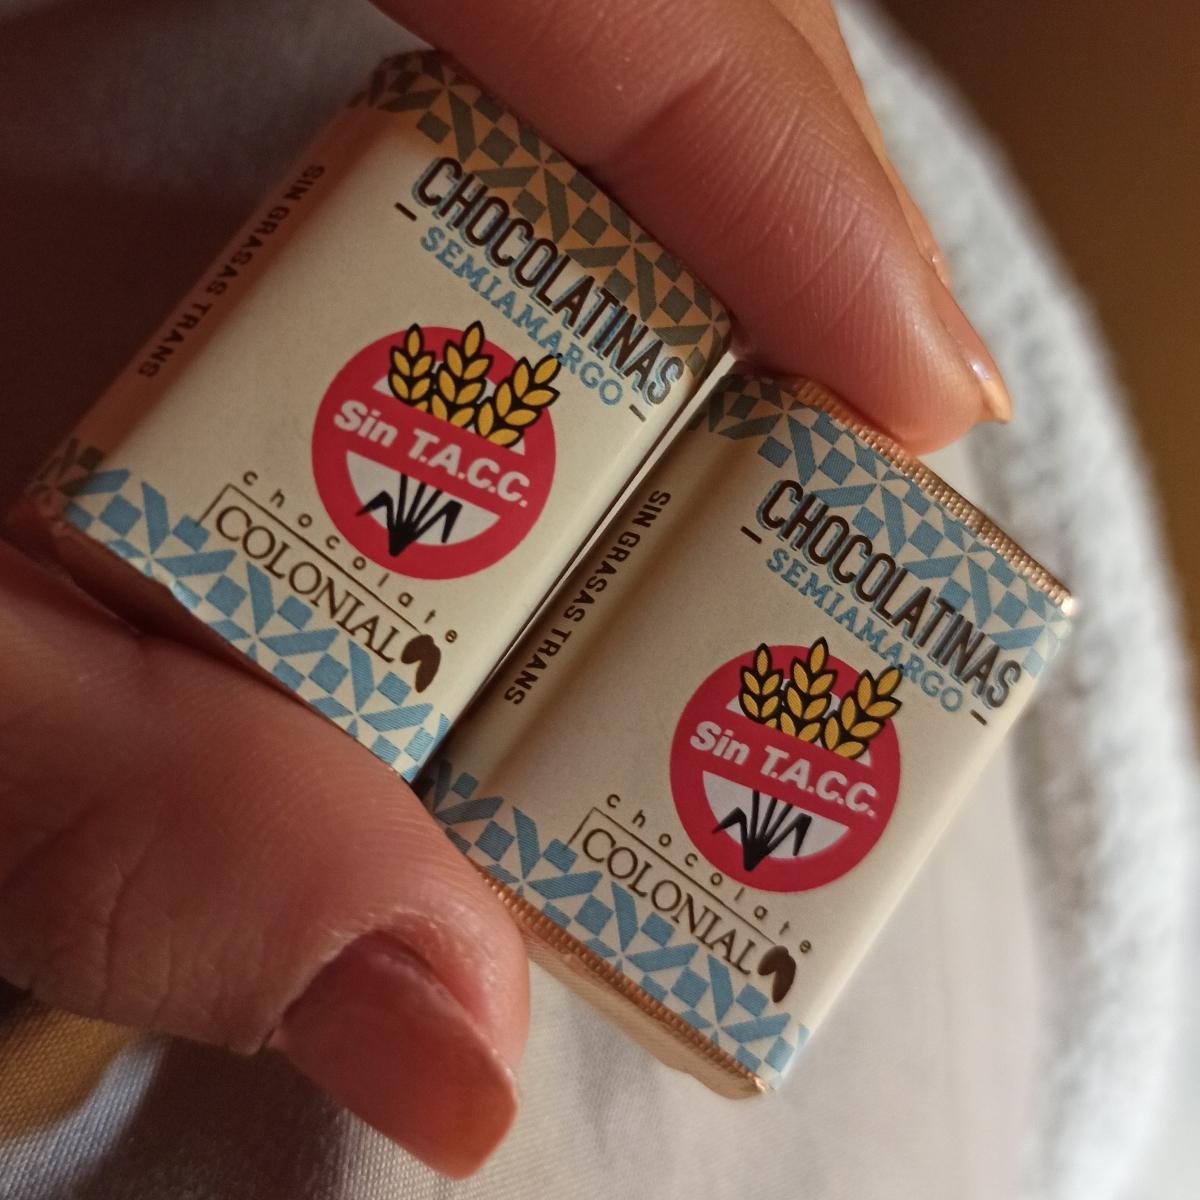 CHOCOLATINAS
- SEMIAMARGO -
Sin T.A.C.C.
chocolate
COLONIAL
SIN GRASAS TRANS
CHOCOLATINAS
- SEMIAMARGO -
Sin T.A.C.C.
chocolate
COLONIAL
SIN GRASAS TRANS